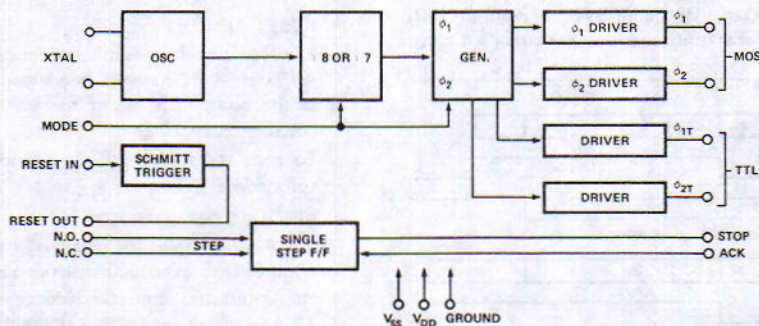 XTAL
OSC
÷8 OR ÷7
ϕ1
GEN.
ϕ2
ϕ1 DRIVER
ϕ1
ϕ2 DRIVER
ϕ2
MOS
MODE
DRIVER
ϕ1T
DRIVER
ϕ2T
TTL
RESET IN
SCHMITT
TRIGGER
RESET OUT
N.O.
N.C.
STEP
SINGLE
STEP F/F
STOP
ACK
VSS
VDD
GROUND